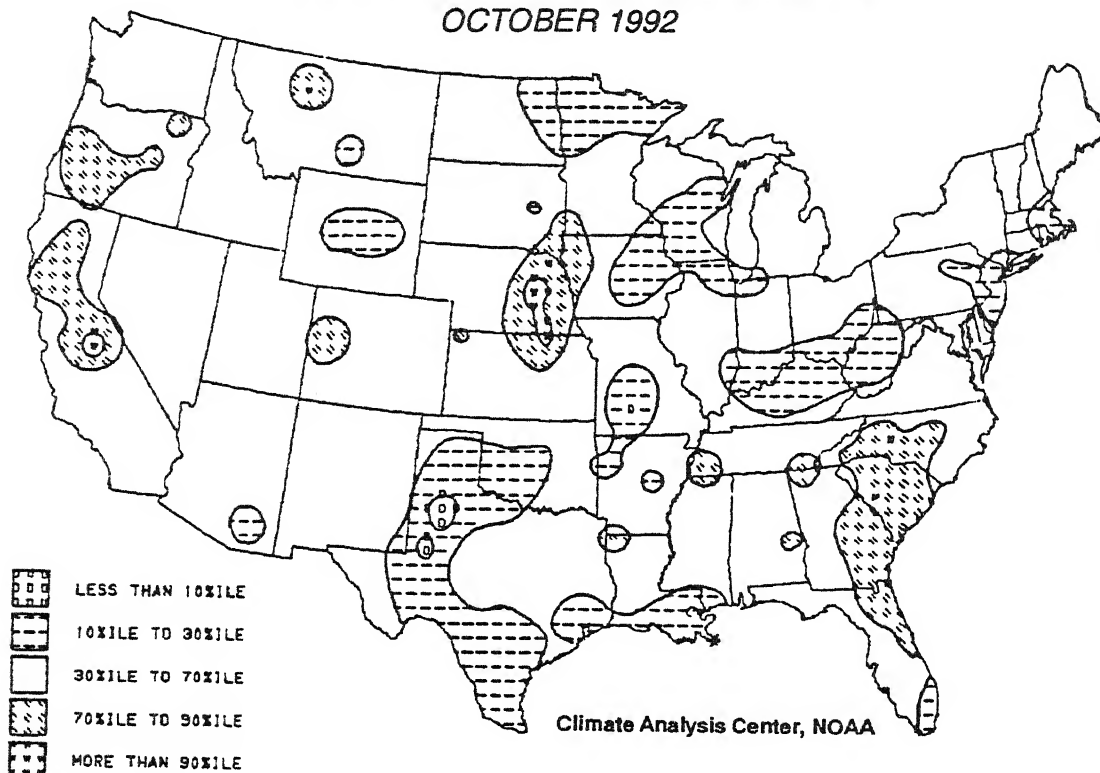 OCTOBER 1992
LESS THAN 10%ILE
10%ILE TO 30%ILE
30%ILE TO 70%ILE
70%ILE TO 90%ILE
MORE THAN 90%ILE
Climate Analysis Center, NOAA